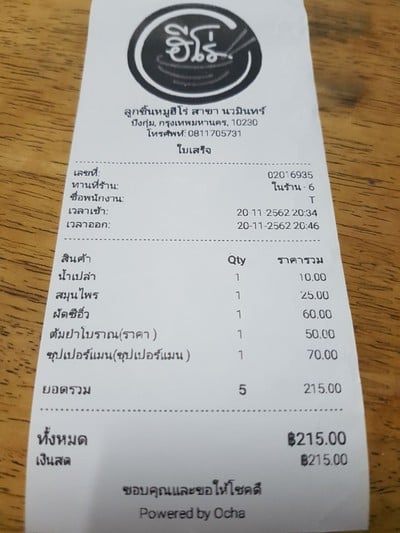 ฮีโร่
ลูกชิ้นหมูฮีโร่ สาขา นวมินทร์
บึงกุ่ม, กรุงเทพมหานคร, 10230
โทรศัพท์: 0811705731
ใบเสร็จ
เลขที่: 02016935
ทานที่ร้าน: ในร้าน - 6
ชื่อพนักงาน: T
เวลาเข้า: 20-11-2562 20:34
เวลาออก: 20-11-2562 20:46
สินค้า Qty ราคารวม
น้ำเปล่า 1 10.00
สมุนไพร 1 25.00
ผัดซีอิ๋ว 1 60.00
ต้มยำโบราณ(ราคา ) 1 50.00
ซุปเปอร์แมน(ซุปเปอร์แมน ) 1 70.00
ยอดรวม 5 215.00
ทั้งหมด ฿215.00
เงินสด ฿215.00
ขอบคุณและขอให้โชคดี
Powered by Ocha